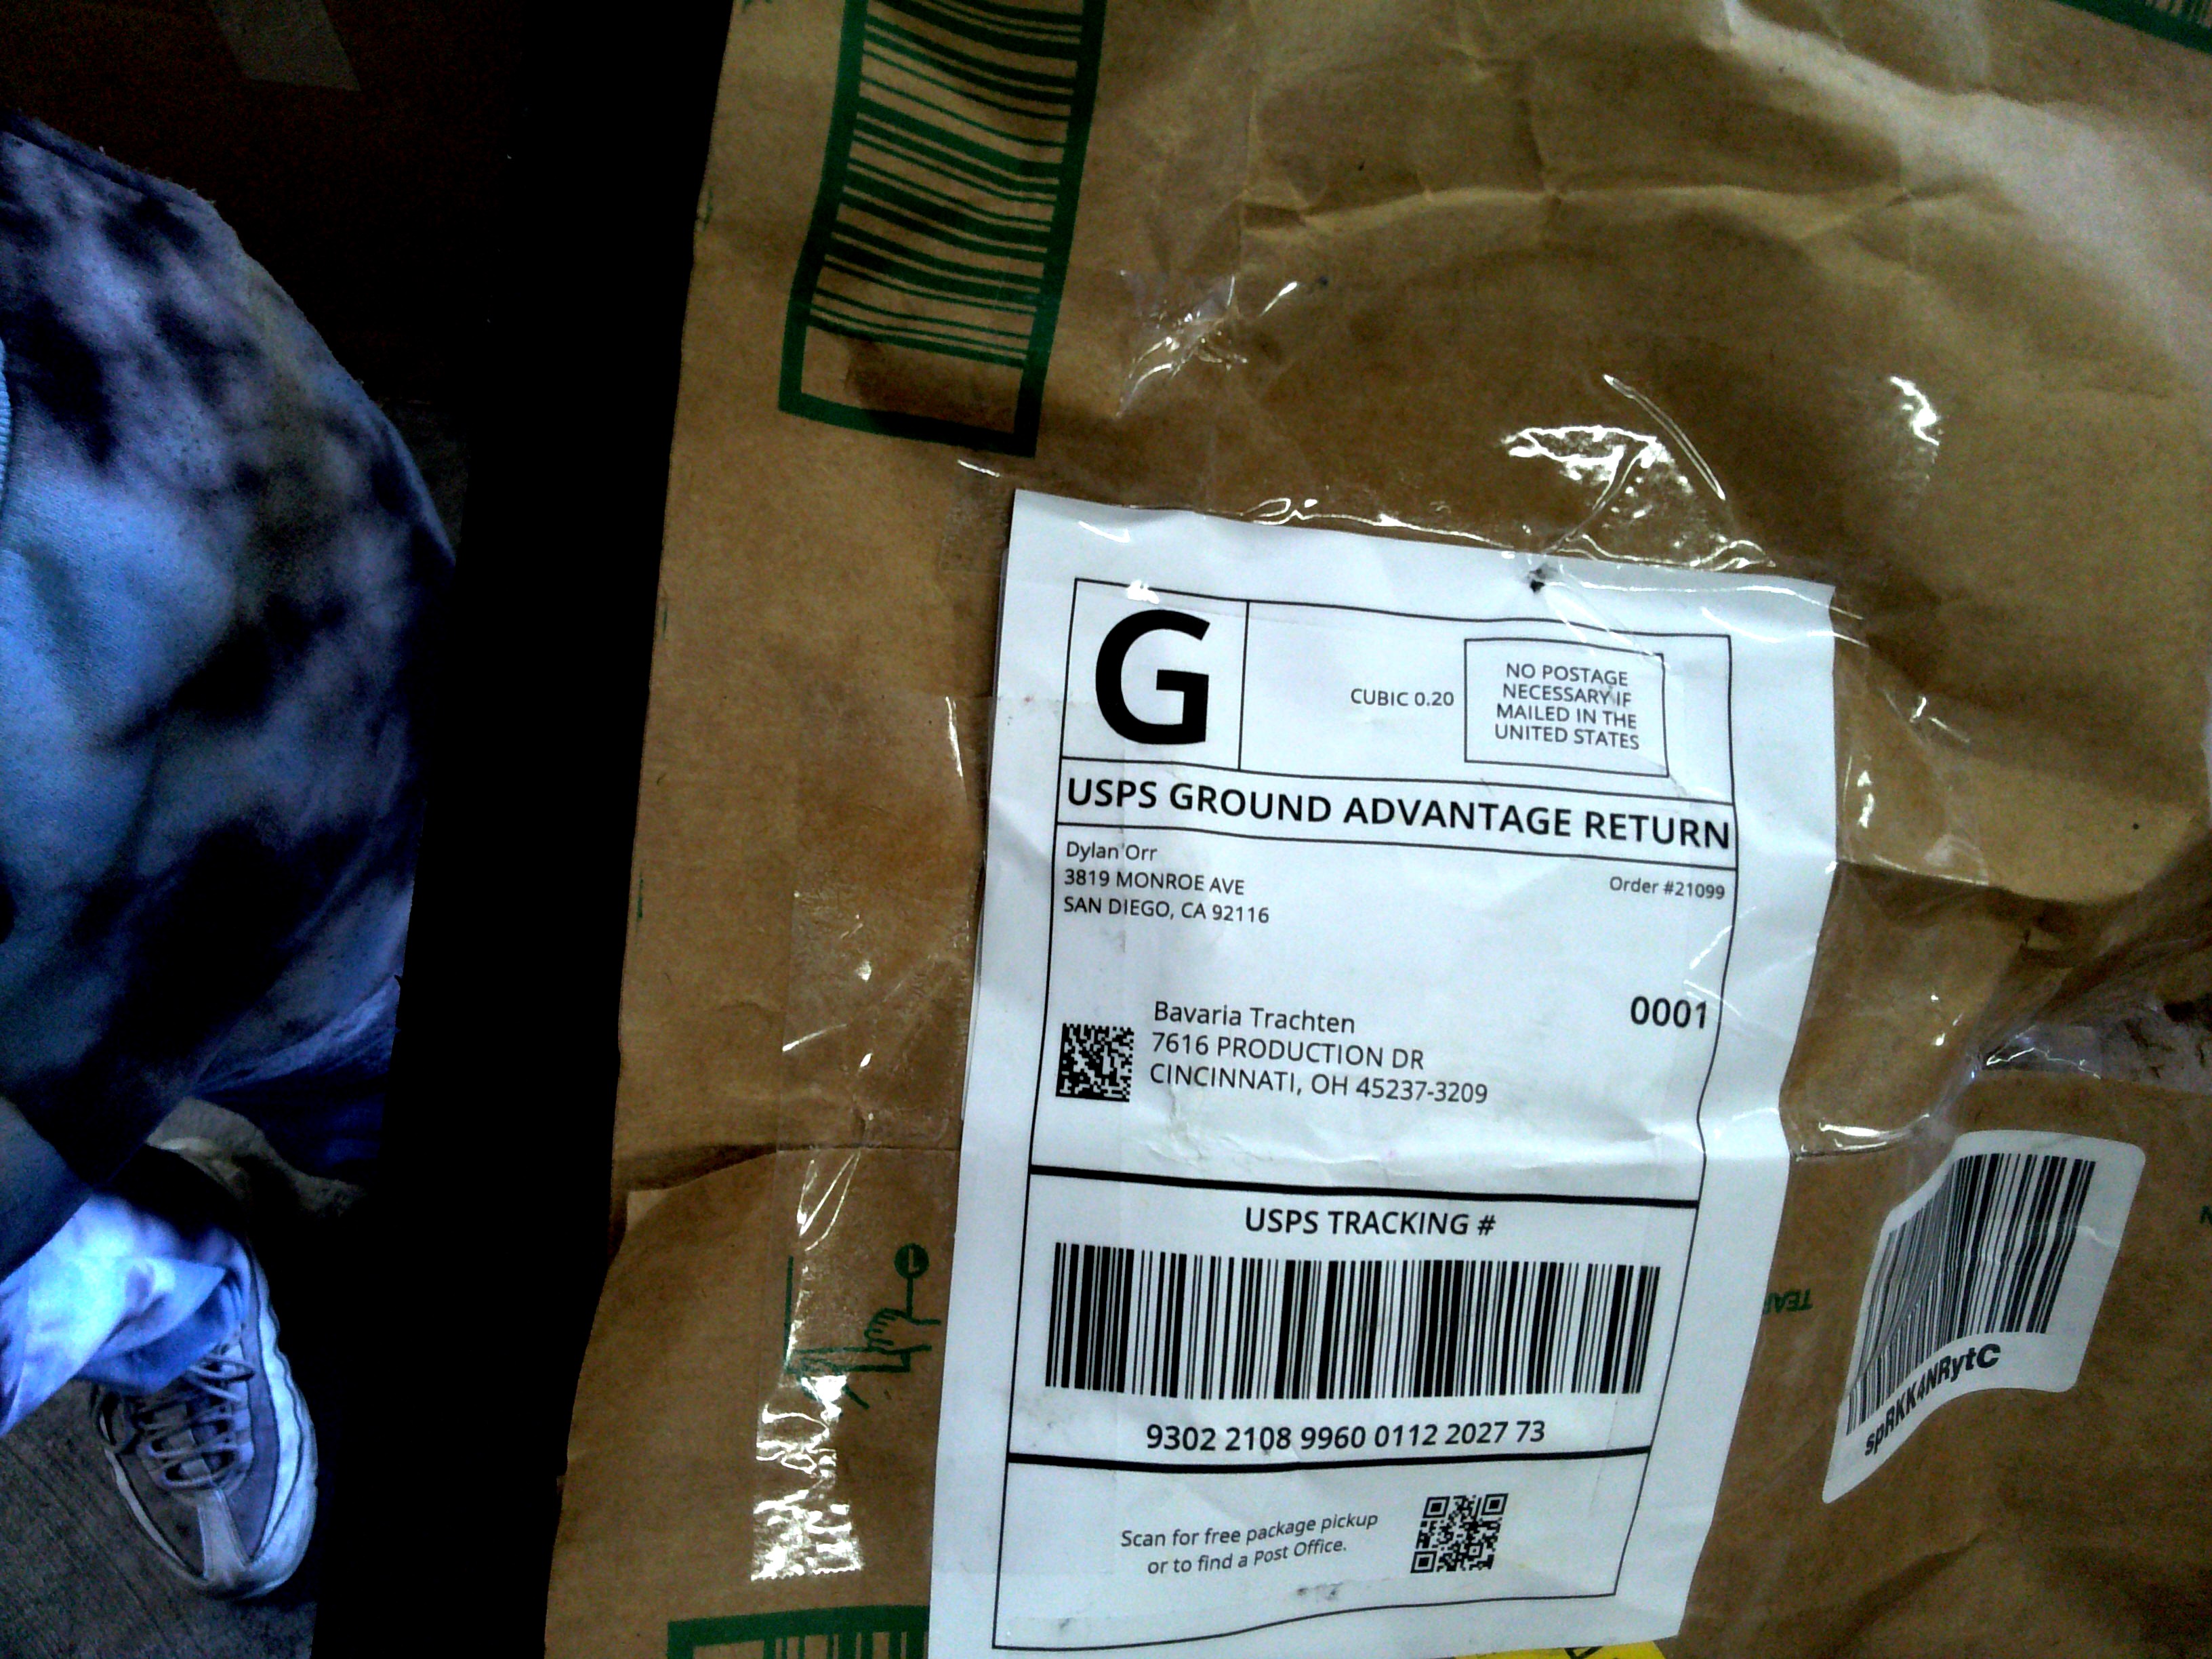 G
CUBIC 0.20
NO POSTAGE
NECESSARY IF
MAILED IN THE
UNITED STATES
USPS GROUND ADVANTAGE RETURN
Dylan Orr
3819 MONROE AVE
SAN DIEGO, CA 92116
Order #21099
0001
Bavaria Trachten
7616 PRODUCTION DR
CINCINNATI, OH 45237-3209
USPS TRACKING #
9302 2108 9960 0112 2027 73
Scan for free package pickup
or to find a Post Office.
1
TEAR
spRKK4NRytC